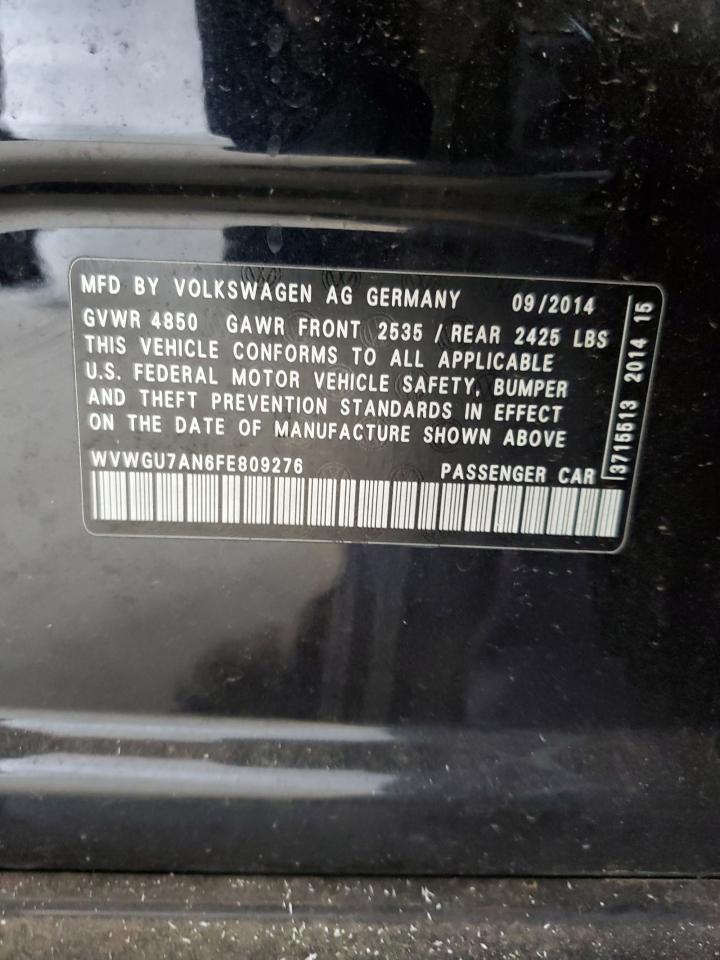 MFD BY VOLKSWAGEN AG GERMANY 09/2014
GVWR 4850 GAWR FRONT 2535 / REAR 2425 LBS
THIS VEHICLE CONFORMS TO ALL APPLICABLE
U.S. FEDERAL MOTOR VEHICLE SAFETY, BUMPER
AND THEFT PREVENTION STANDARDS IN EFFECT
ON THE DATE OF MANUFACTURE SHOWN ABOVE
WVWGU7AN6FE809276 PASSENGER CAR
3715513 2014 15